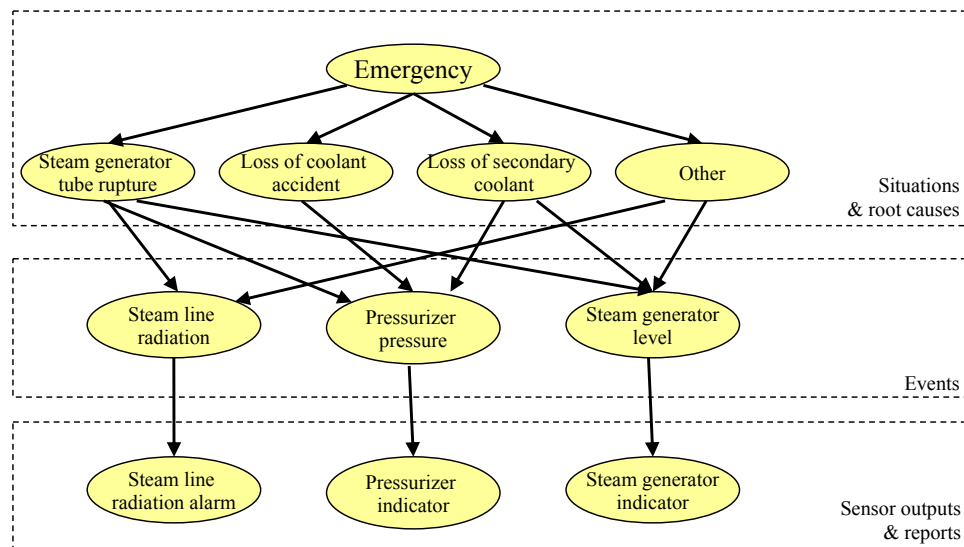 Emergency
Steam generator
tube rupture
Loss of coolant
accident
Loss of secondary
coolant
Other
Situations
& root causes
Steam line
radiation
Pressurizer
pressure
Steam generator
level
Events
Steam line
radiation alarm
Pressurizer
indicator
Steam generator
indicator
Sensor outputs
& reports